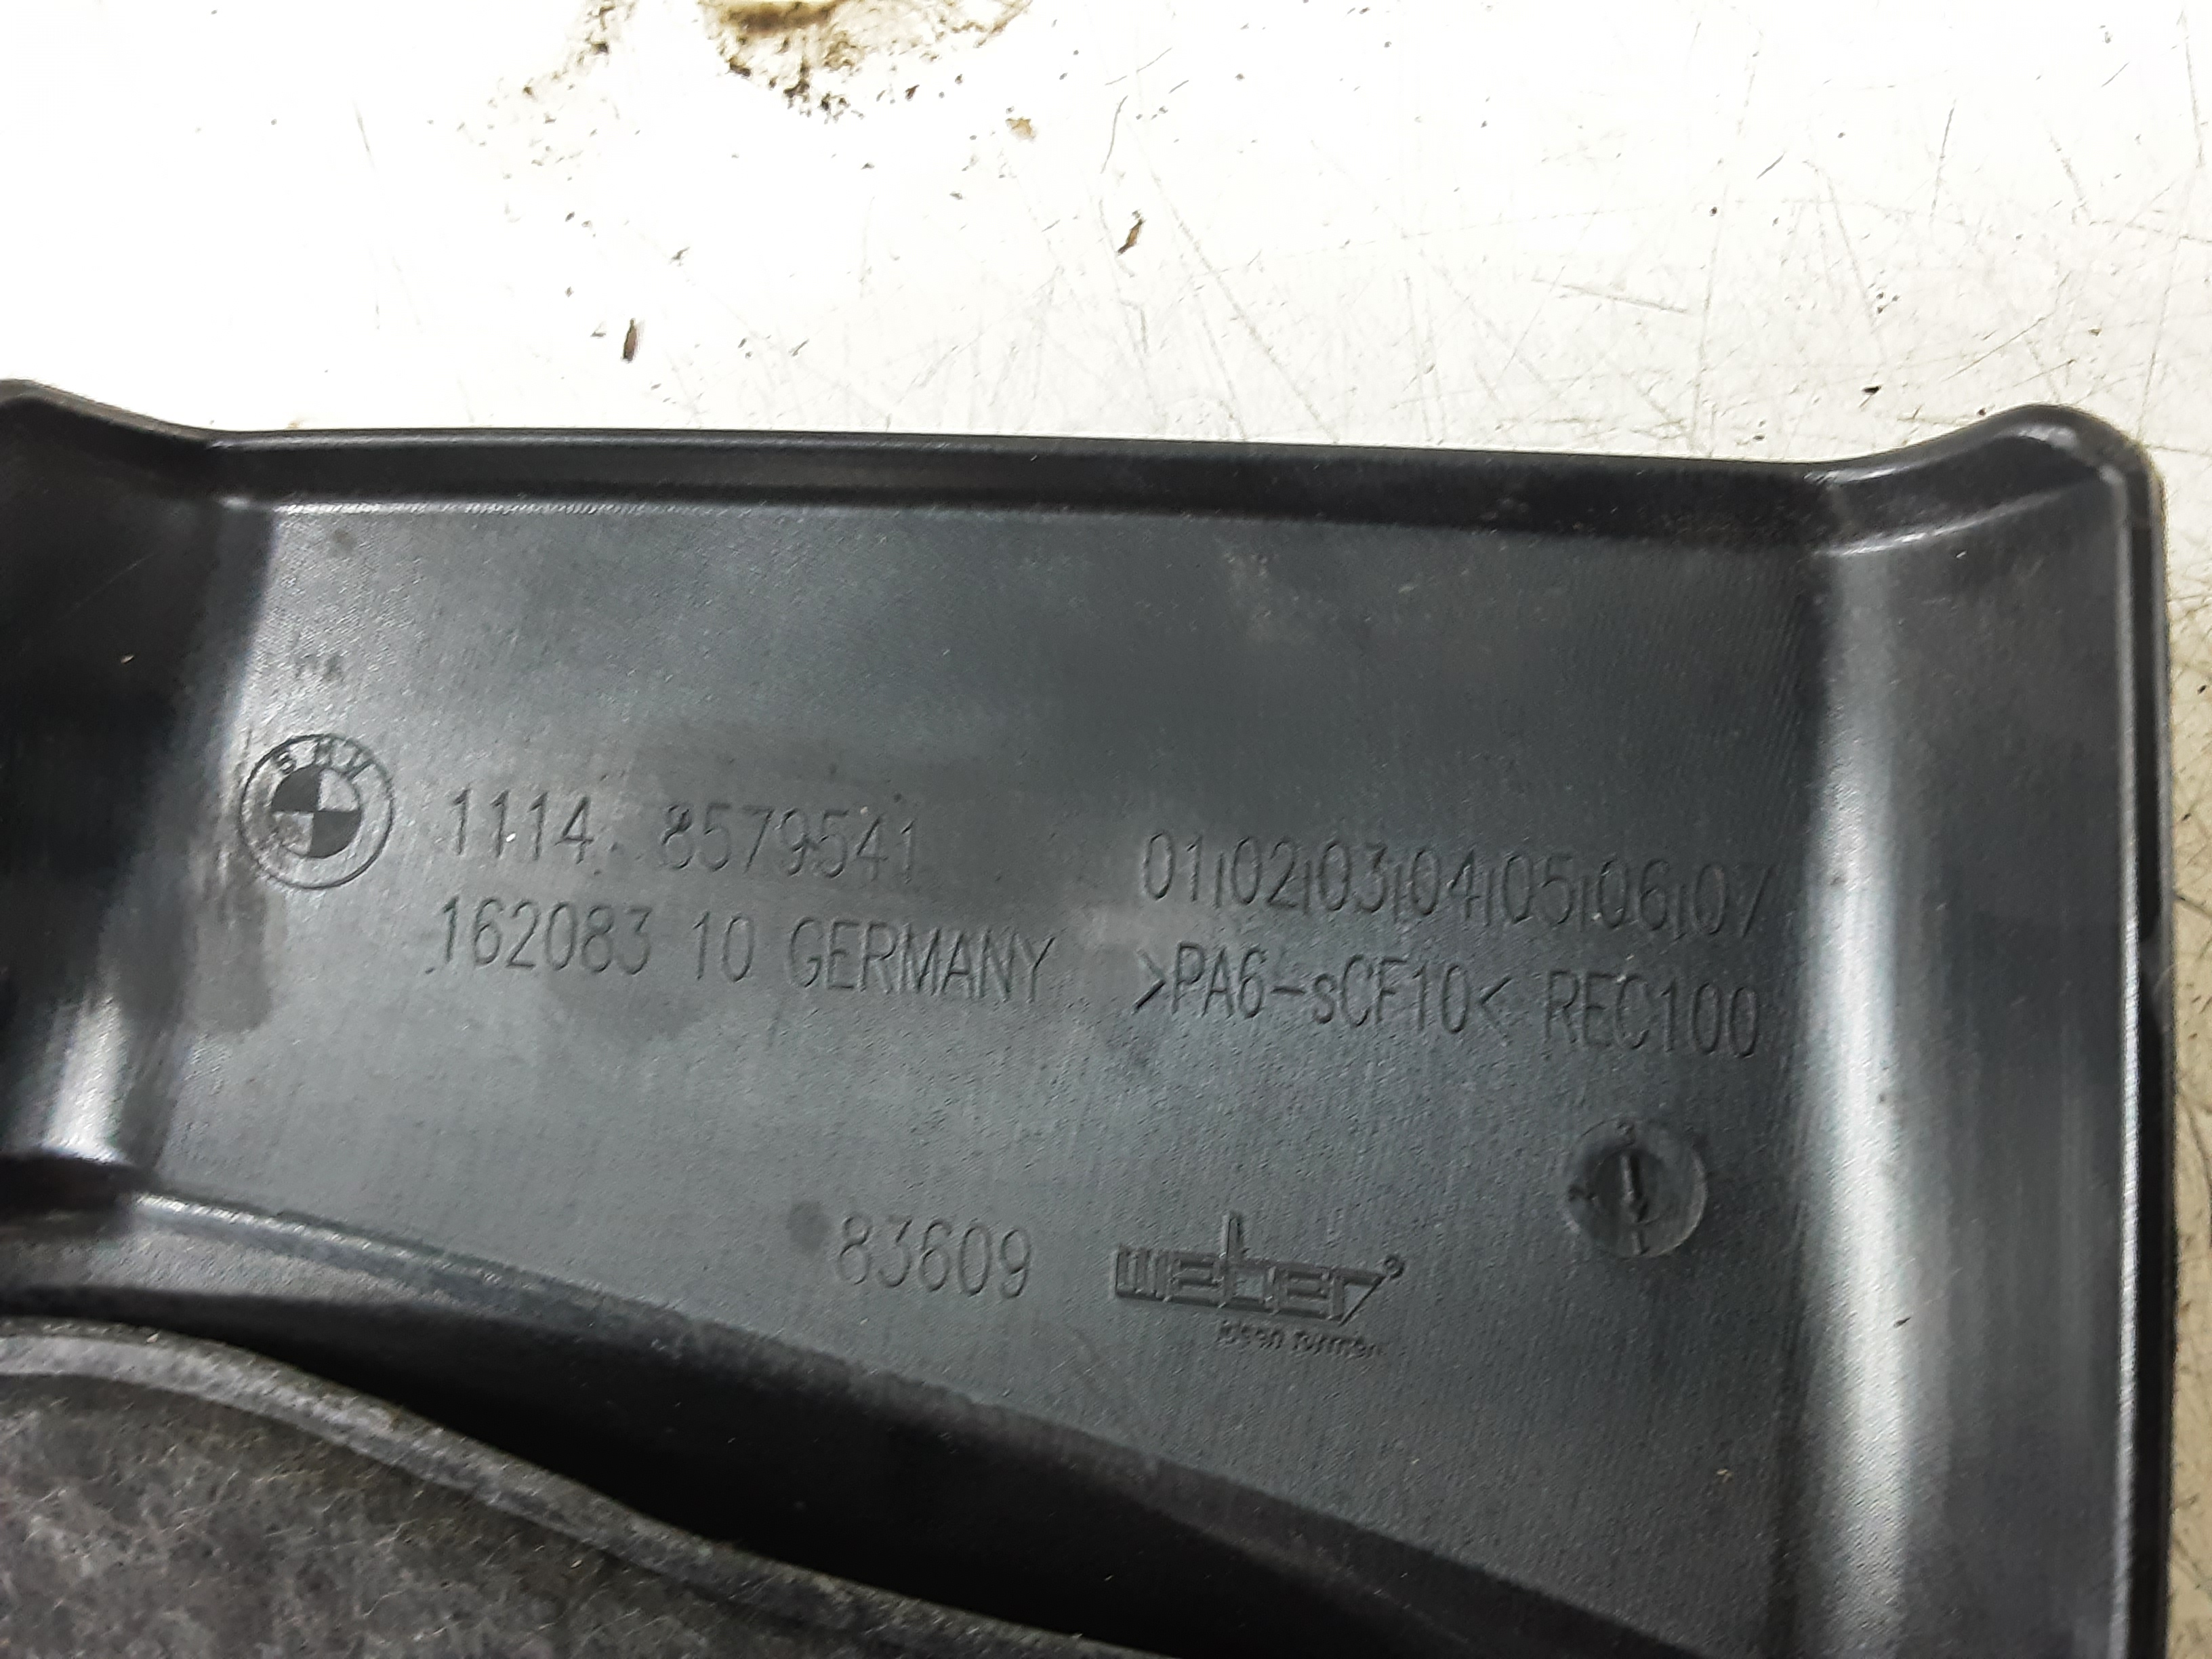 BMW
1114 8579541
01|02|03|04|05|06|07
162083 10 GERMANY
>PA6-sCF10< REC100
83609
weber